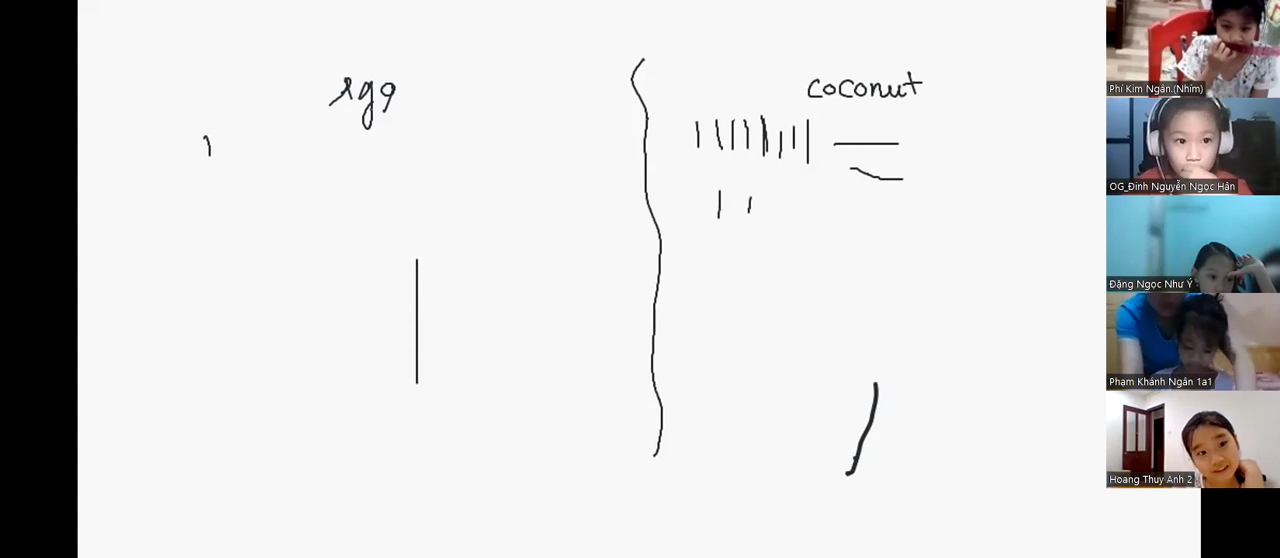 coconut
Phí Kim Ngân.(Nhím)
OG_Đinh Nguyễn Ngọc Hân
Đặng Ngọc Như Ý
Phạm Khánh Ngân 1a1
Hoang Thuy Anh 2